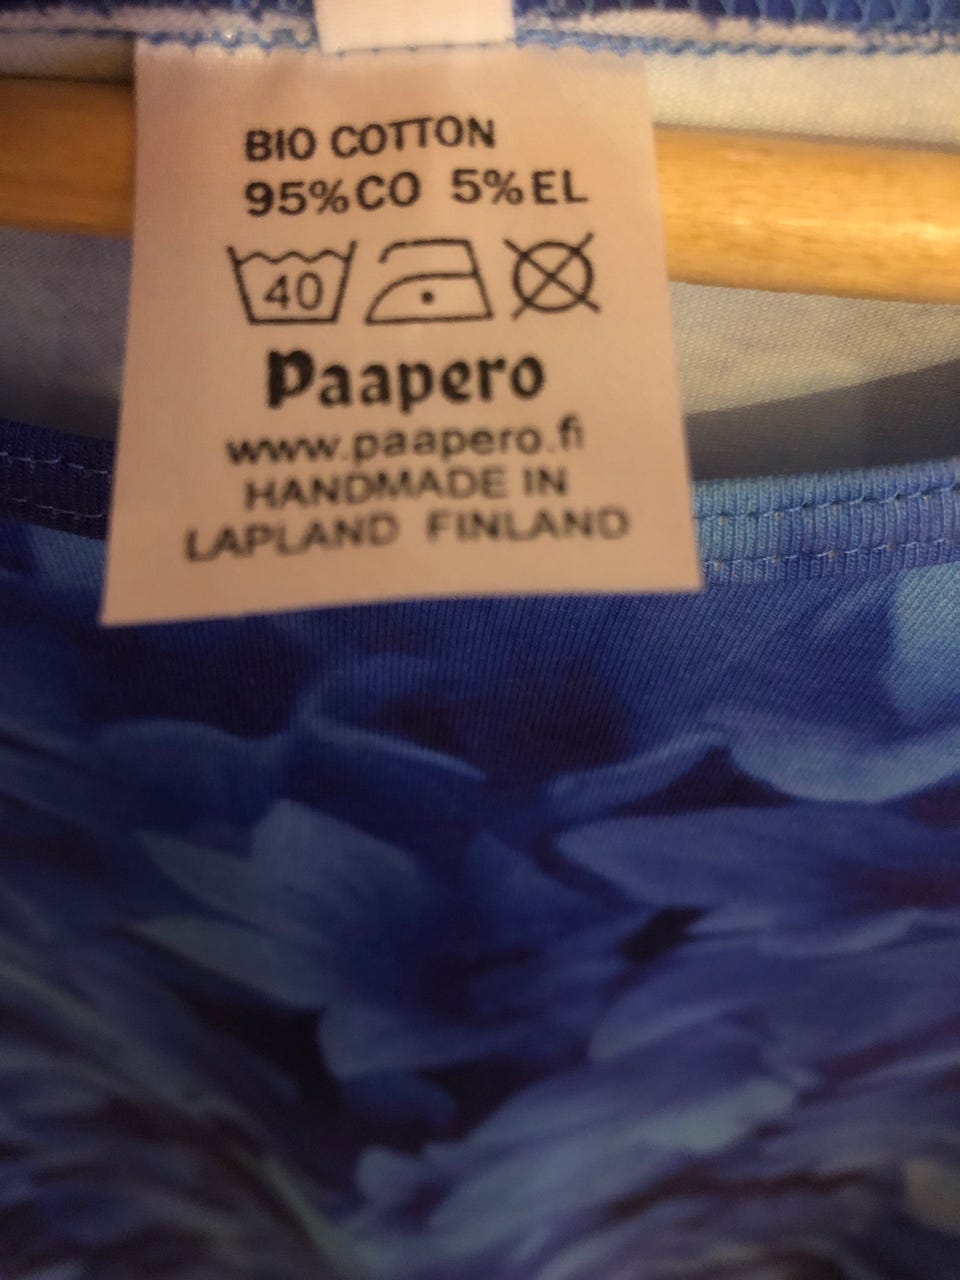 BIO COTTON
95%CO 5%EL
40
Paapero
www.paapero.fi
HANDMADE IN
LAPLAND FINLAND